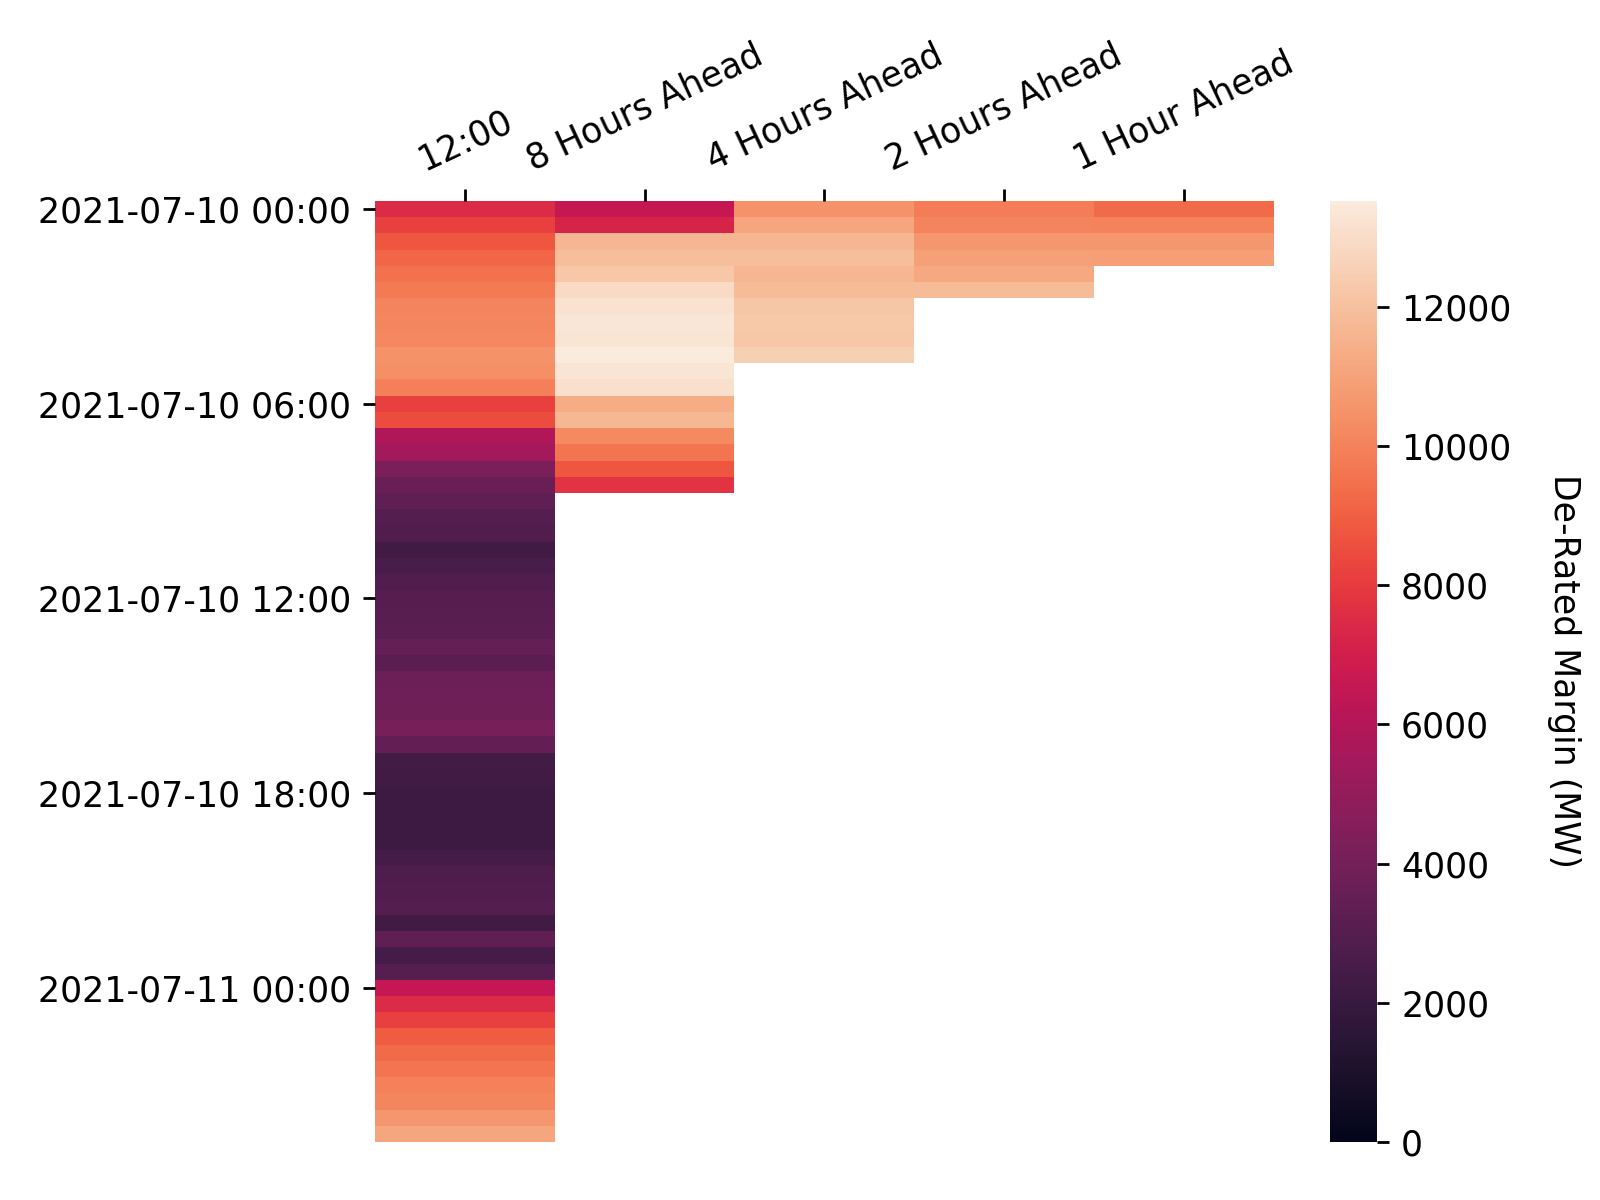 12:00
8 Hours Ahead
4 Hours Ahead
2 Hours Ahead
1 Hour Ahead
2021-07-10 00:00
2021-07-10 06:00
2021-07-10 12:00
2021-07-10 18:00
2021-07-11 00:00
12000
10000
8000
6000
4000
2000
0
De-Rated Margin (MW)